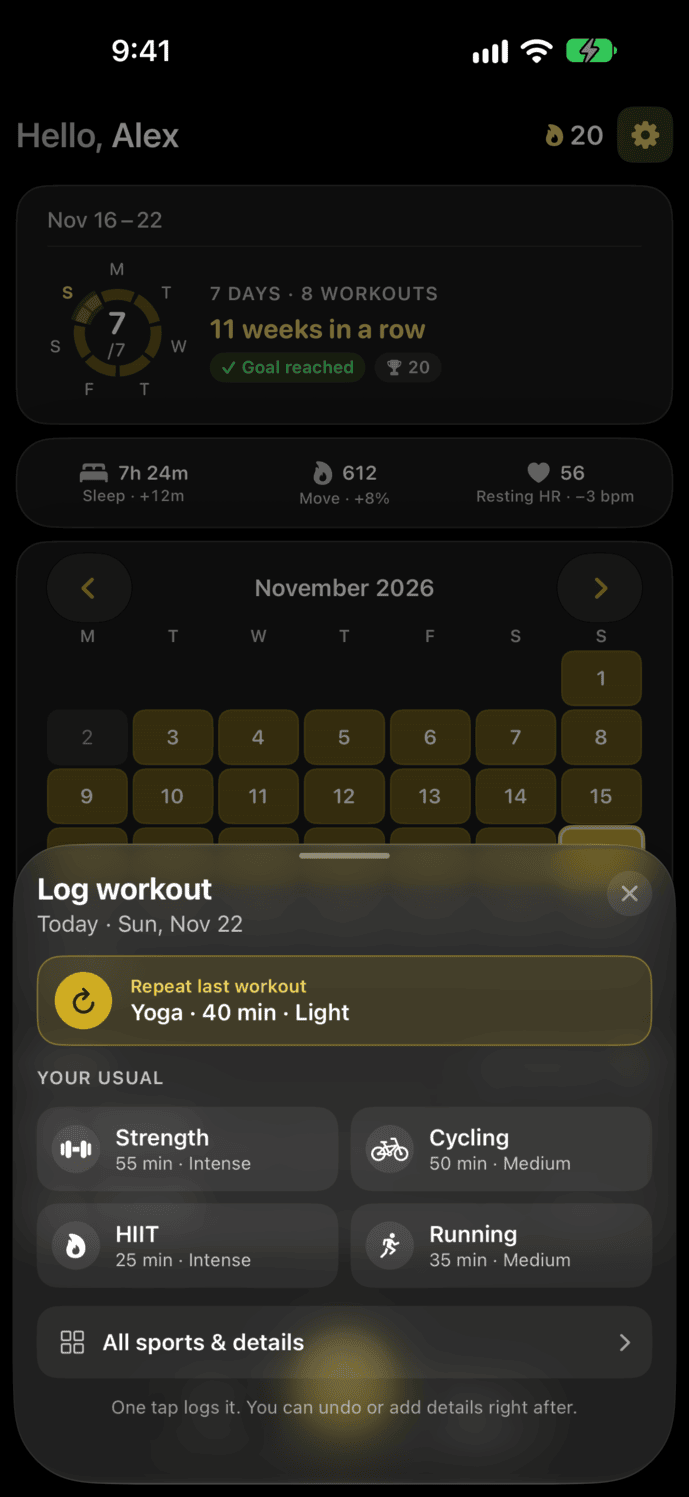 9:41
Hello, Alex
20
Nov 16–22
M
T
W
T
F
S
S
7
/7
7 DAYS · 8 WORKOUTS
11 weeks in a row
✓ Goal reached
20
7h 24m
Sleep · +12m
612
Move · +8%
56
Resting HR · −3 bpm
November 2026
M T W T F S S
1
2 3 4 5 6 7 8
9 10 11 12 13 14 15
Log workout
Today · Sun, Nov 22
Repeat last workout
Yoga · 40 min · Light
YOUR USUAL
Strength
55 min · Intense
Cycling
50 min · Medium
HIIT
25 min · Intense
Running
35 min · Medium
All sports & details
One tap logs it. You can undo or add details right after.